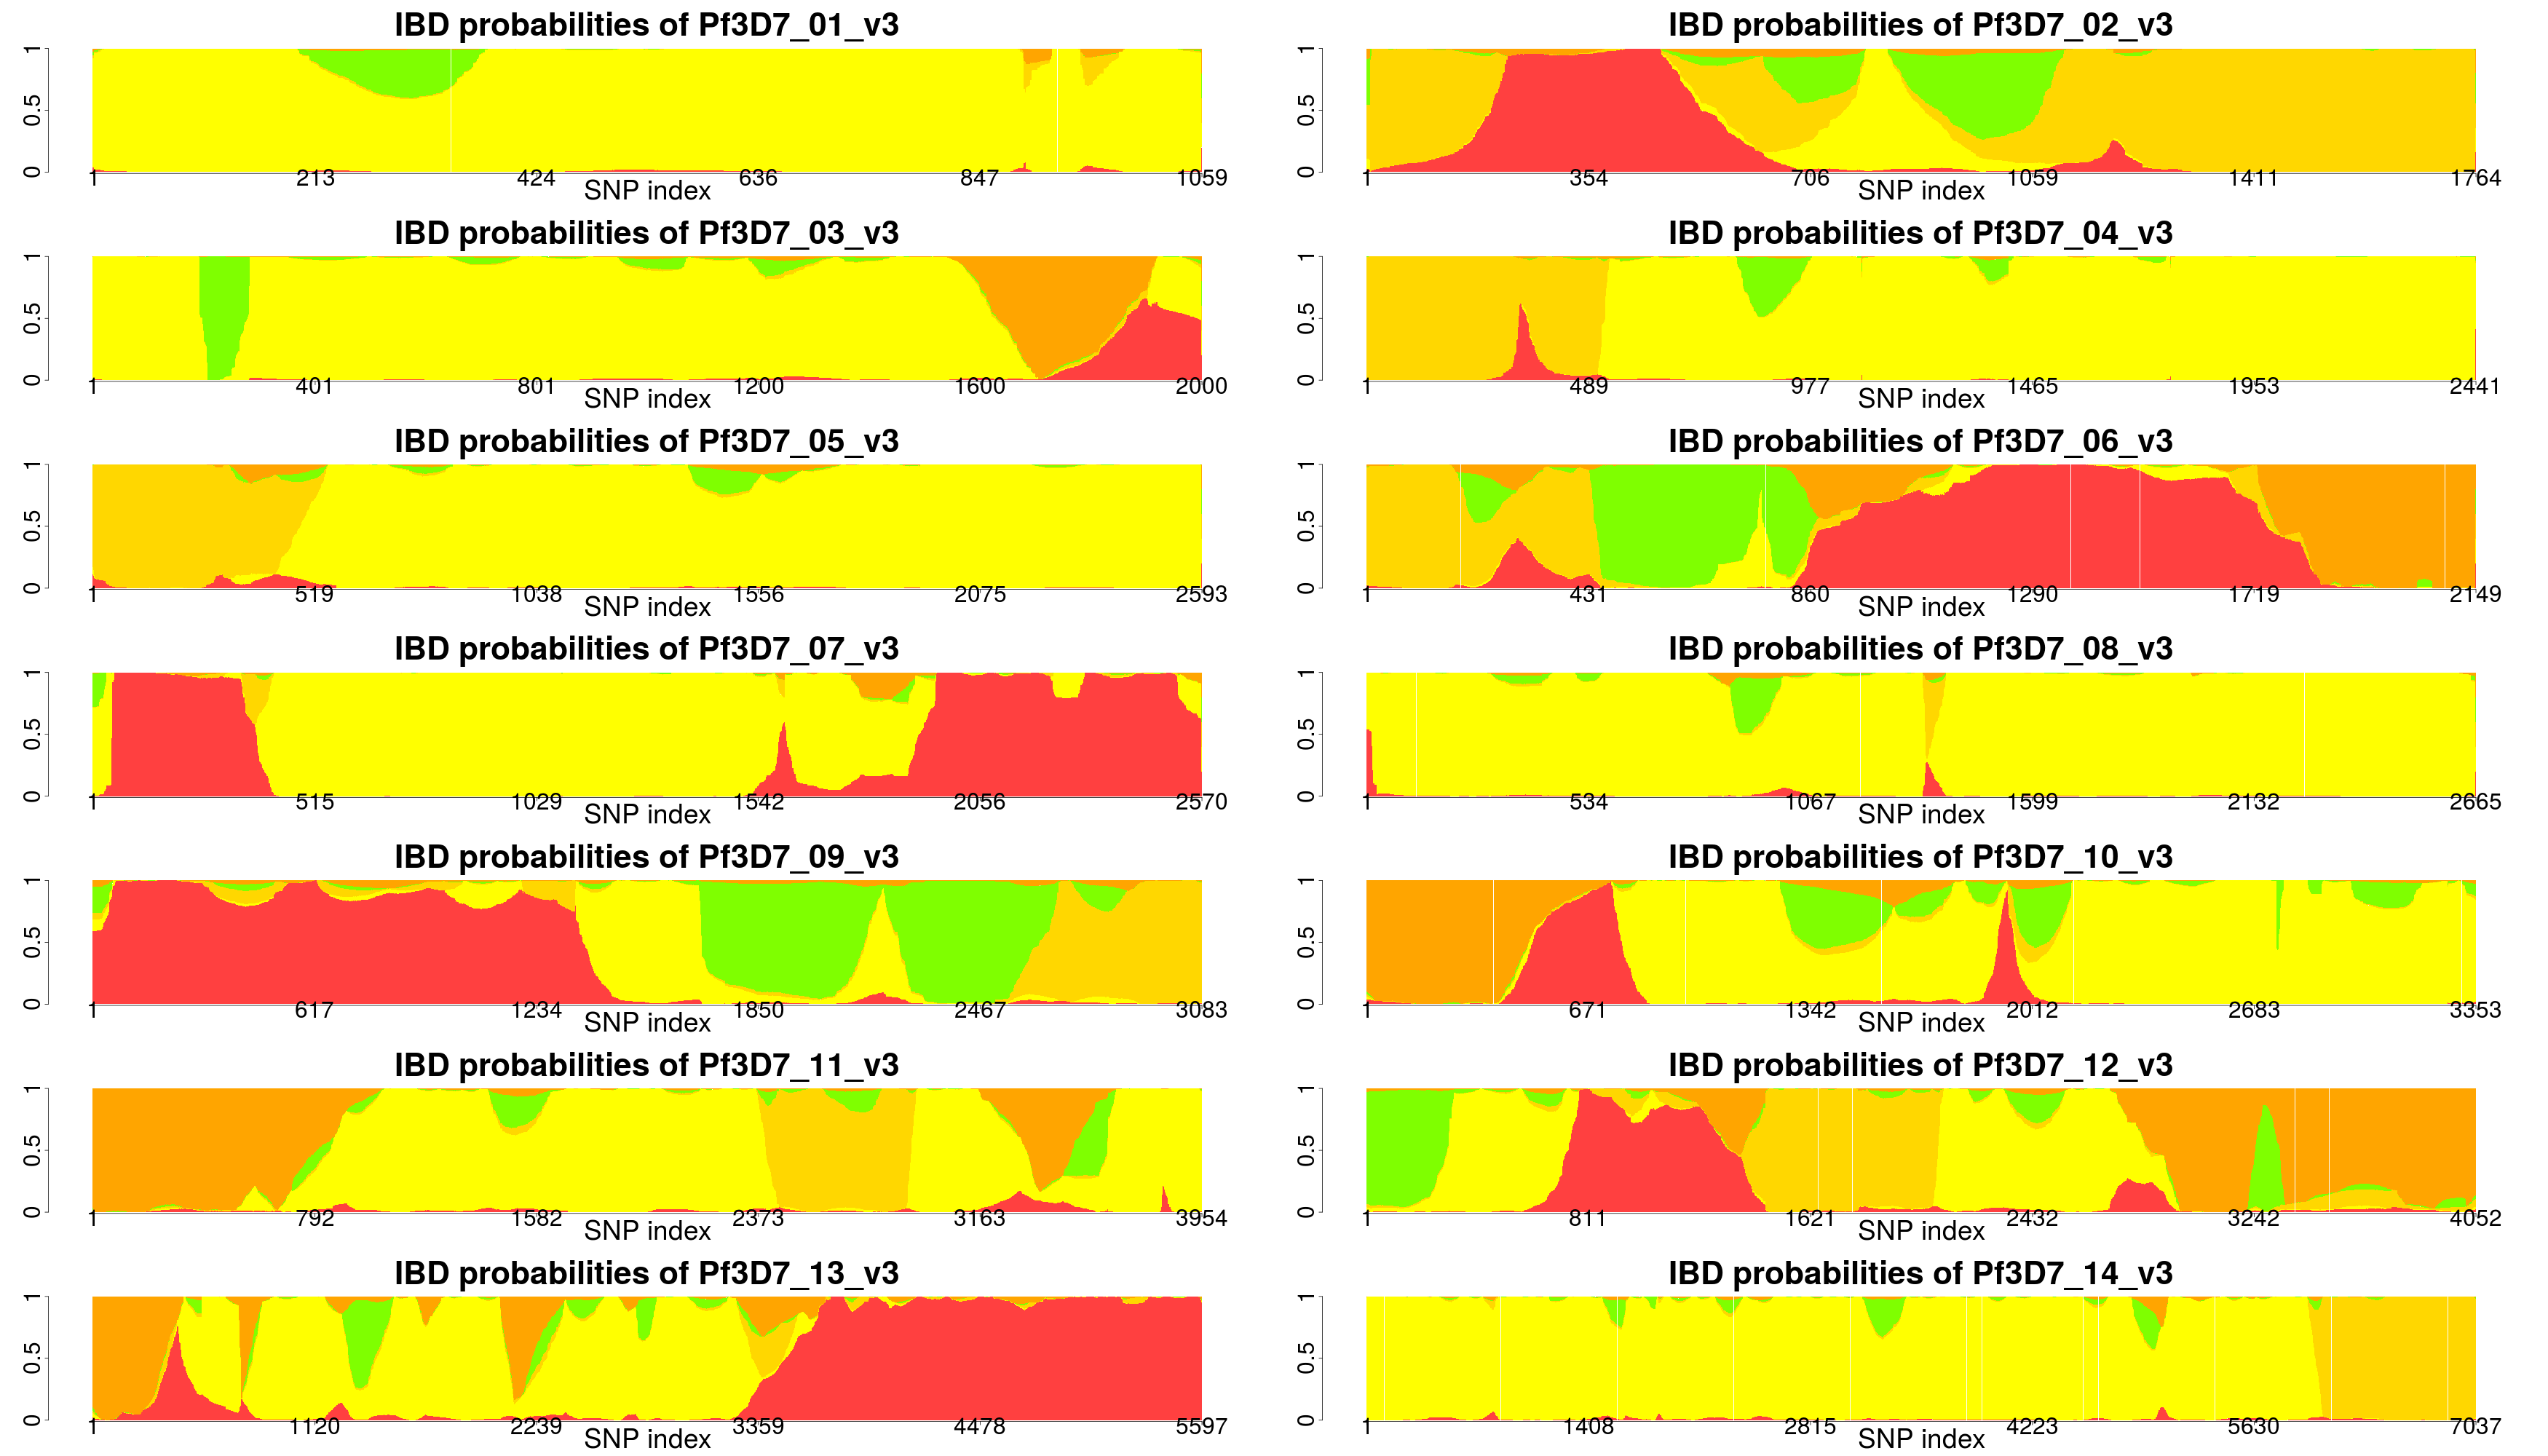 IBD probabilities of Pf3D7_01_v3
0 0.5 1
1 213 424 636 847 1059
SNP index
IBD probabilities of Pf3D7_02_v3
0 0.5 1
1 354 706 1059 1411 1764
SNP index
IBD probabilities of Pf3D7_03_v3
0 0.5 1
1 401 801 1200 1600 2000
SNP index
IBD probabilities of Pf3D7_04_v3
0 0.5 1
1 489 977 1465 1953 2441
SNP index
IBD probabilities of Pf3D7_05_v3
0 0.5 1
1 519 1038 1556 2075 2593
SNP index
IBD probabilities of Pf3D7_06_v3
0 0.5 1
1 431 860 1290 1719 2149
SNP index
IBD probabilities of Pf3D7_07_v3
0 0.5 1
1 515 1029 1542 2056 2570
SNP index
IBD probabilities of Pf3D7_08_v3
0 0.5 1
1 534 1067 1599 2132 2665
SNP index
IBD probabilities of Pf3D7_09_v3
0 0.5 1
1 617 1234 1850 2467 3083
SNP index
IBD probabilities of Pf3D7_10_v3
0 0.5 1
1 671 1342 2012 2683 3353
SNP index
IBD probabilities of Pf3D7_11_v3
0 0.5 1
1 792 1582 2373 3163 3954
SNP index
IBD probabilities of Pf3D7_12_v3
0 0.5 1
1 811 1621 2432 3242 4052
SNP index
IBD probabilities of Pf3D7_13_v3
0 0.5 1
1 1120 2239 3359 4478 5597
SNP index
IBD probabilities of Pf3D7_14_v3
0 0.5 1
1 1408 2815 4223 5630 7037
SNP index